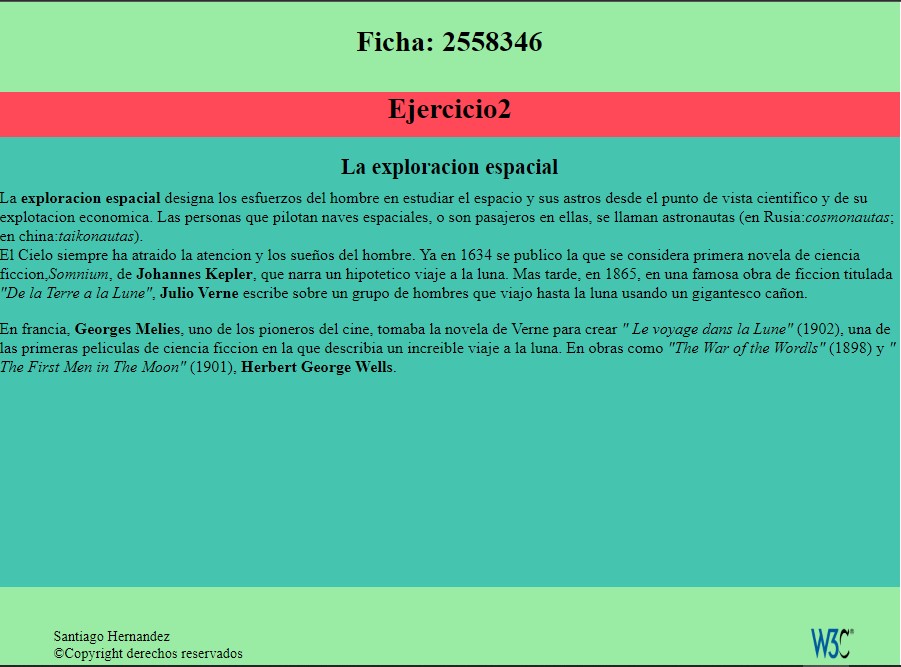 Ficha: 2558346
Ejercicio2
La exploracion espacial
La exploracion espacial designa los esfuerzos del hombre en estudiar el espacio y sus astros desde el punto de vista cientifico y de su
explotacion economica. Las personas que pilotan naves espaciales, o son pasajeros en ellas, se llaman astronautas (en Rusia:cosmonautas;
en china:taikonautas).
El Cielo siempre ha atraido la atencion y los sueños del hombre. Ya en 1634 se publico la que se considera primera novela de ciencia
ficcion,Somnium, de Johannes Kepler, que narra un hipotetico viaje a la luna. Mas tarde, en 1865, en una famosa obra de ficcion titulada
"De la Terre a la Lune", Julio Verne escribe sobre un grupo de hombres que viajo hasta la luna usando un gigantesco cañon.
En francia, Georges Melies, uno de los pioneros del cine, tomaba la novela de Verne para crear " Le voyage dans la Lune" (1902), una de
las primeras peliculas de ciencia ficcion en la que describia un increible viaje a la luna. En obras como "The War of the Wordls" (1898) y "
The First Men in The Moon" (1901), Herbert George Wells.
Santiago Hernandez
©Copyright derechos reservados
W3C®